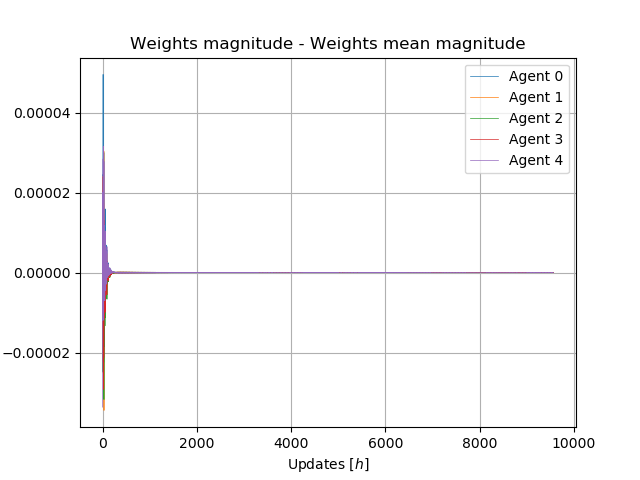 Weights magnitude - Weights mean magnitude
Agent 0
Agent 1
Agent 2
Agent 3
Agent 4
0.00004
0.00002
0.00000
−0.00002
0 2000 4000 6000 8000 10000
Updates [h]